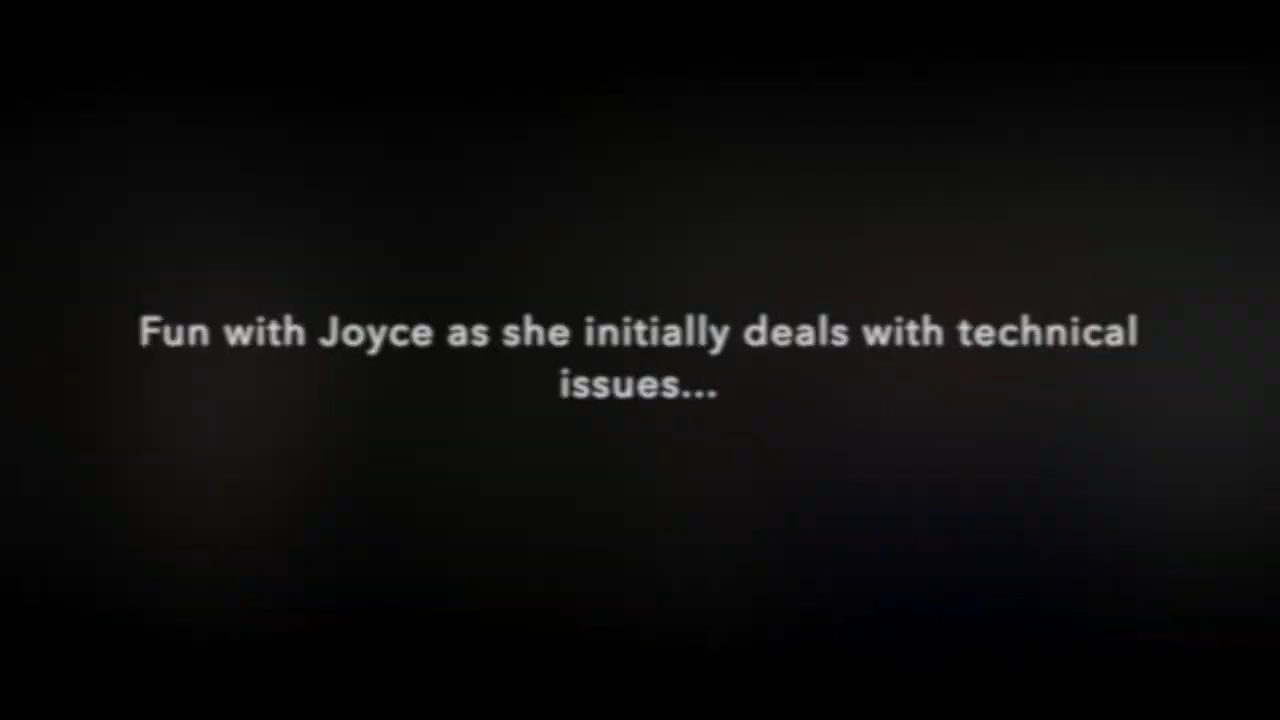 Fun with Joyce as she initially deals with technical
issues...